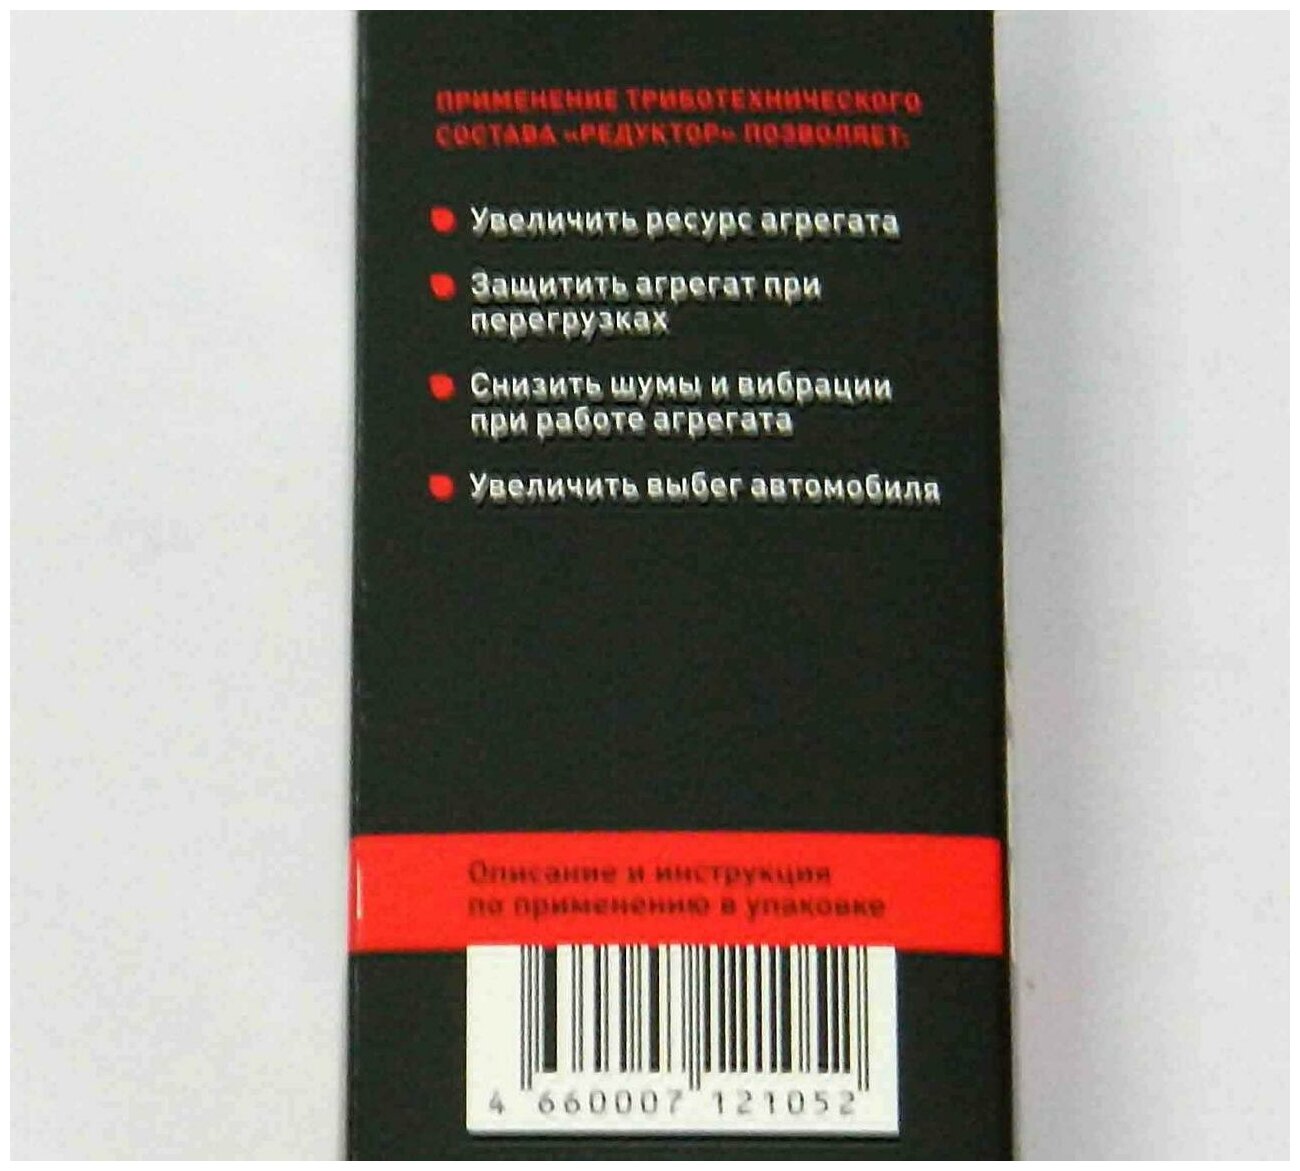 ПРИМЕНЕНИЕ ТРИБОТЕХНИЧЕСКОГО
СОСТАВА «РЕДУКТОР» ПОЗВОЛЯЕТ:
Увеличить ресурс агрегата
Защитить агрегат при
перегрузках
Снизить шумы и вибрации
при работе агрегата
Увеличить выбег автомобиля
Описание и инструкция
по применению в упаковке
4 660007 121052